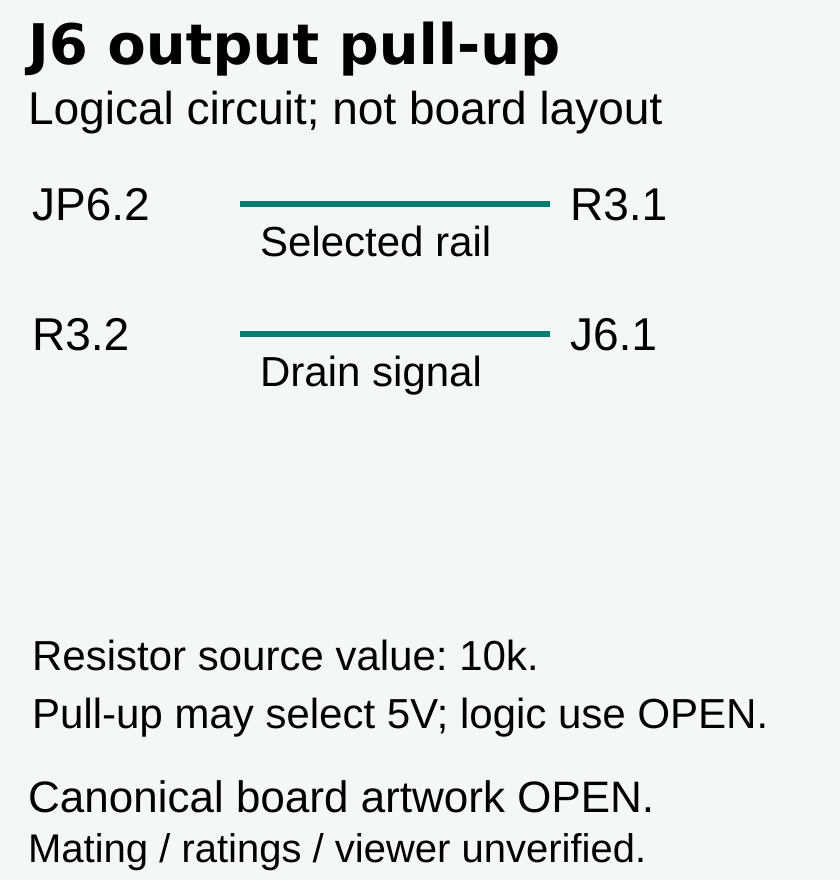 J6 output pull-up
Logical circuit; not board layout
JP6.2 R3.1
Selected rail
R3.2 J6.1
Drain signal
Resistor source value: 10k.
Pull-up may select 5V; logic use OPEN.
Canonical board artwork OPEN.
Mating / ratings / viewer unverified.